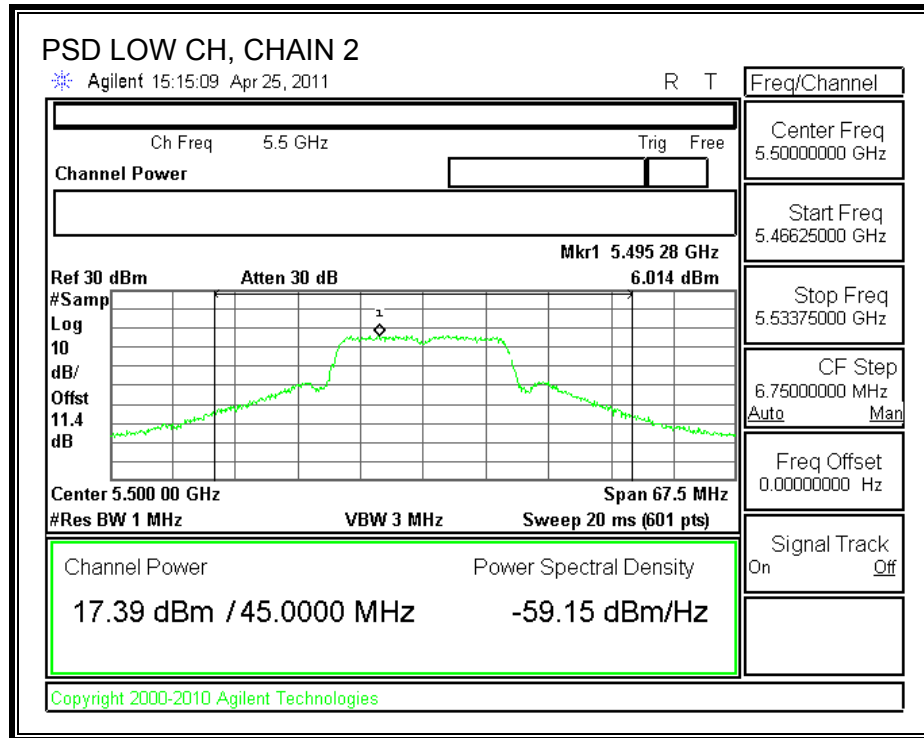 PSD LOW CH, CHAIN 2
Agilent 15:15:09 Apr 25, 2011 R T
Freq/Channel
Ch Freq 5.5 GHz Trig Free
Channel Power
Mkr1 5.495 28 GHz
Ref 30 dBm Atten 30 dB 6.014 dBm
#Samp
Log
10
dB/
Offst
11.4
dB
1
Center 5.500 00 GHz Span 67.5 MHz
#Res BW 1 MHz VBW 3 MHz Sweep 20 ms (601 pts)
Channel Power Power Spectral Density
17.39 dBm / 45.0000 MHz -59.15 dBm/Hz
Center Freq
5.50000000 GHz
Start Freq
5.46625000 GHz
Stop Freq
5.53375000 GHz
CF Step
6.75000000 MHz
Auto Man
Freq Offset
0.00000000 Hz
Signal Track
On Off
Copyright 2000-2010 Agilent Technologies